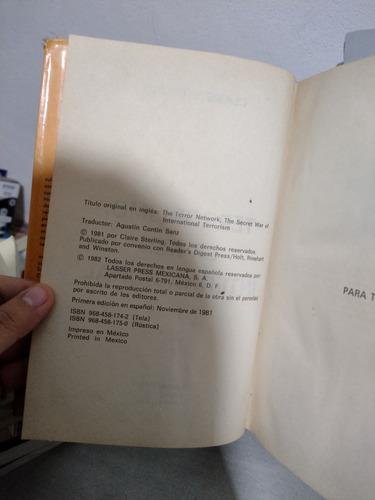 Título original en inglés: The Terror Network, The Secret War of
International Terrorism
Traductor: Agustín Contín Sanz
© 1981 por Claire Sterling. Todos los derechos reservados
Publicado por convenio con Reader's Digest Press/Holt, Rinehart
and Winston.
© 1982 Todos los derechos en lengua española reservados por
LASSER PRESS MEXICANA, S. A.
Apartado Postal 6-791, México 6, D. F.
Prohibida la reproducción total o parcial de la obra sin el permiso
por escrito de los editores.
Primera edición en español: Noviembre de 1981
ISBN 968-458-174-2 (Tela)
ISBN 968-458-175-0 (Rústica)
Impreso en México
Printed in Mexico
PARA T